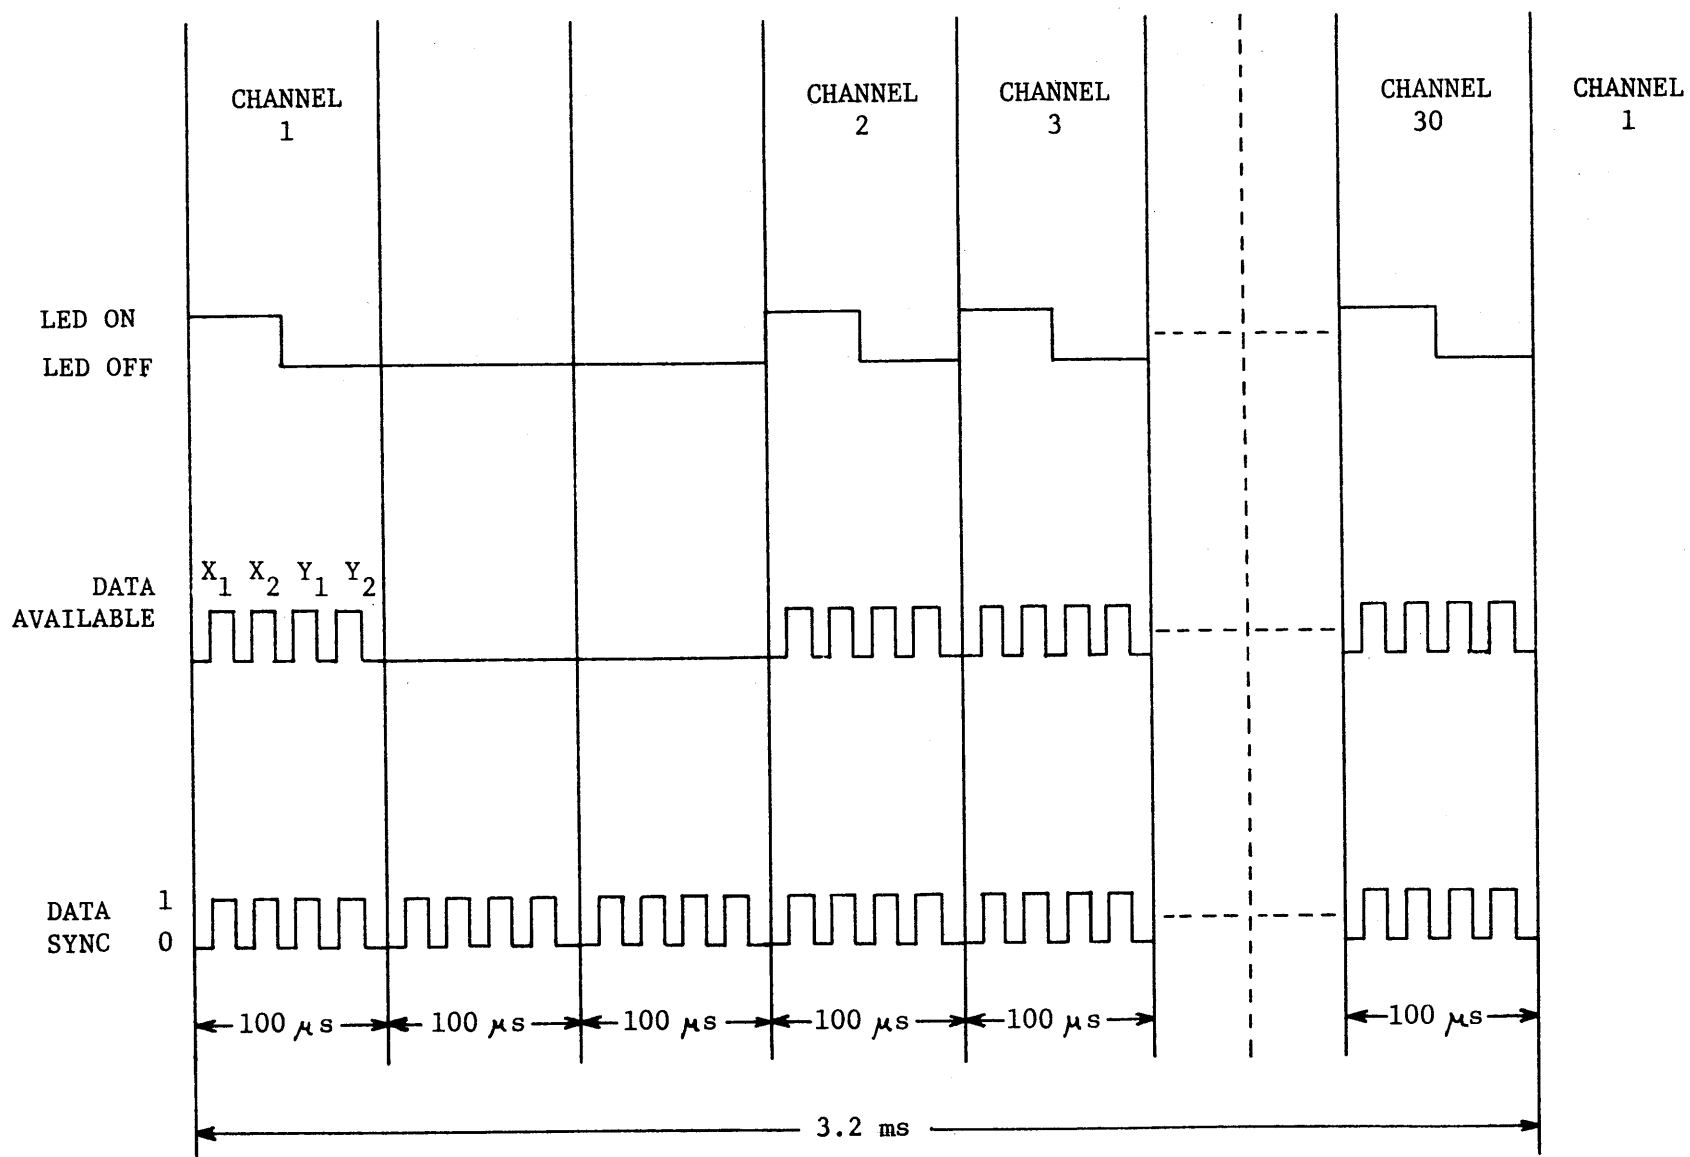 CHANNEL
1
CHANNEL
2
CHANNEL
3
CHANNEL
30
CHANNEL
1
LED ON
LED OFF
X1 X2 Y1 Y2
DATA
AVAILABLE
DATA
SYNC
1
0
100 μs
100 μs
100 μs
100 μs
100 μs
100 μs
3.2 ms